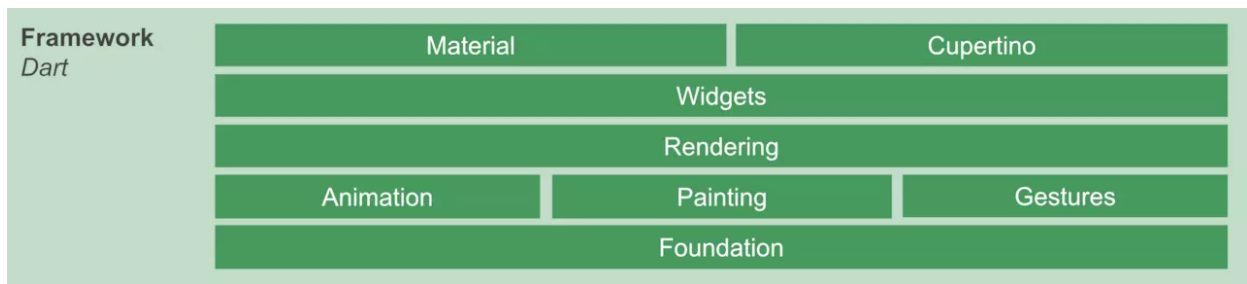 Framework
Dart
Material Cupertino
Widgets
Rendering
Animation Painting Gestures
Foundation